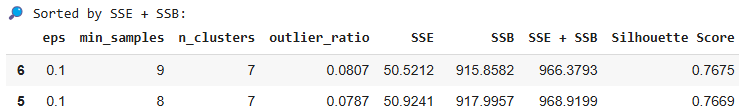 🔎 Sorted by SSE + SSB:
eps min_samples n_clusters outlier_ratio SSE SSB SSE + SSB Silhouette Score
6 0.1 9 7 0.0807 50.5212 915.8582 966.3793 0.7675
5 0.1 8 7 0.0787 50.9241 917.9957 968.9199 0.7669